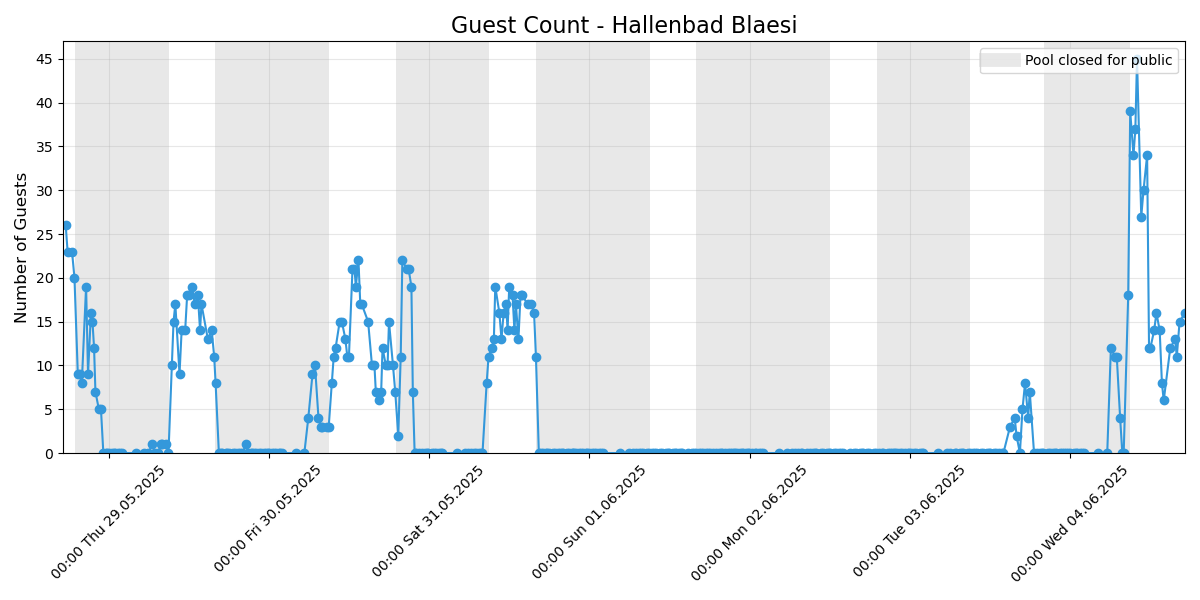 Guest Count - Hallenbad Blaesi
Pool closed for public
Number of Guests
45
40
35
30
25
20
15
10
5
0
00:00 Thu 29.05.2025
00:00 Fri 30.05.2025
00:00 Sat 31.05.2025
00:00 Sun 01.06.2025
00:00 Mon 02.06.2025
00:00 Tue 03.06.2025
00:00 Wed 04.06.2025